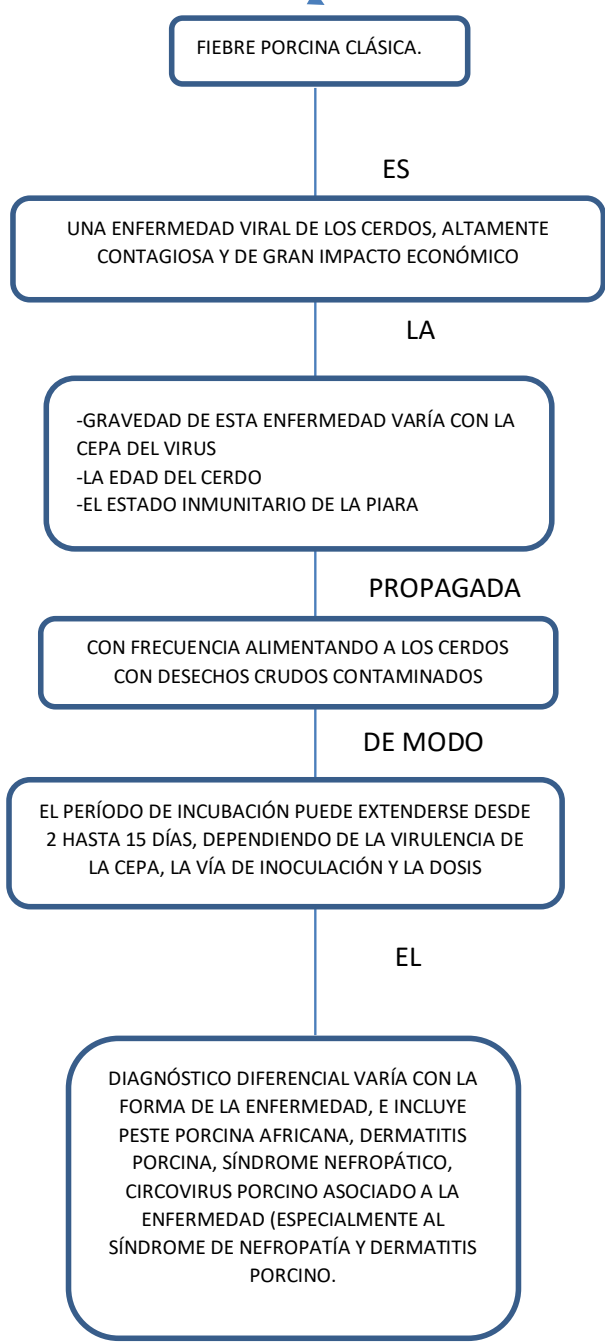 FIEBRE PORCINA CLÁSICA.
ES
UNA ENFERMEDAD VIRAL DE LOS CERDOS, ALTAMENTE
CONTAGIOSA Y DE GRAN IMPACTO ECONÓMICO
LA
-GRAVEDAD DE ESTA ENFERMEDAD VARÍA CON LA
CEPA DEL VIRUS
-LA EDAD DEL CERDO
-EL ESTADO INMUNITARIO DE LA PIARA
PROPAGADA
CON FRECUENCIA ALIMENTANDO A LOS CERDOS
CON DESECHOS CRUDOS CONTAMINADOS
DE MODO
EL PERÍODO DE INCUBACIÓN PUEDE EXTENDERSE DESDE
2 HASTA 15 DÍAS, DEPENDIENDO DE LA VIRULENCIA DE
LA CEPA, LA VÍA DE INOCULACIÓN Y LA DOSIS
EL
DIAGNÓSTICO DIFERENCIAL VARÍA CON LA
FORMA DE LA ENFERMEDAD, E INCLUYE
PESTE PORCINA AFRICANA, DERMATITIS
PORCINA, SÍNDROME NEFROPÁTICO,
CIRCOVIRUS PORCINO ASOCIADO A LA
ENFERMEDAD (ESPECIALMENTE AL
SÍNDROME DE NEFROPATÍA Y DERMATITIS
PORCINO.